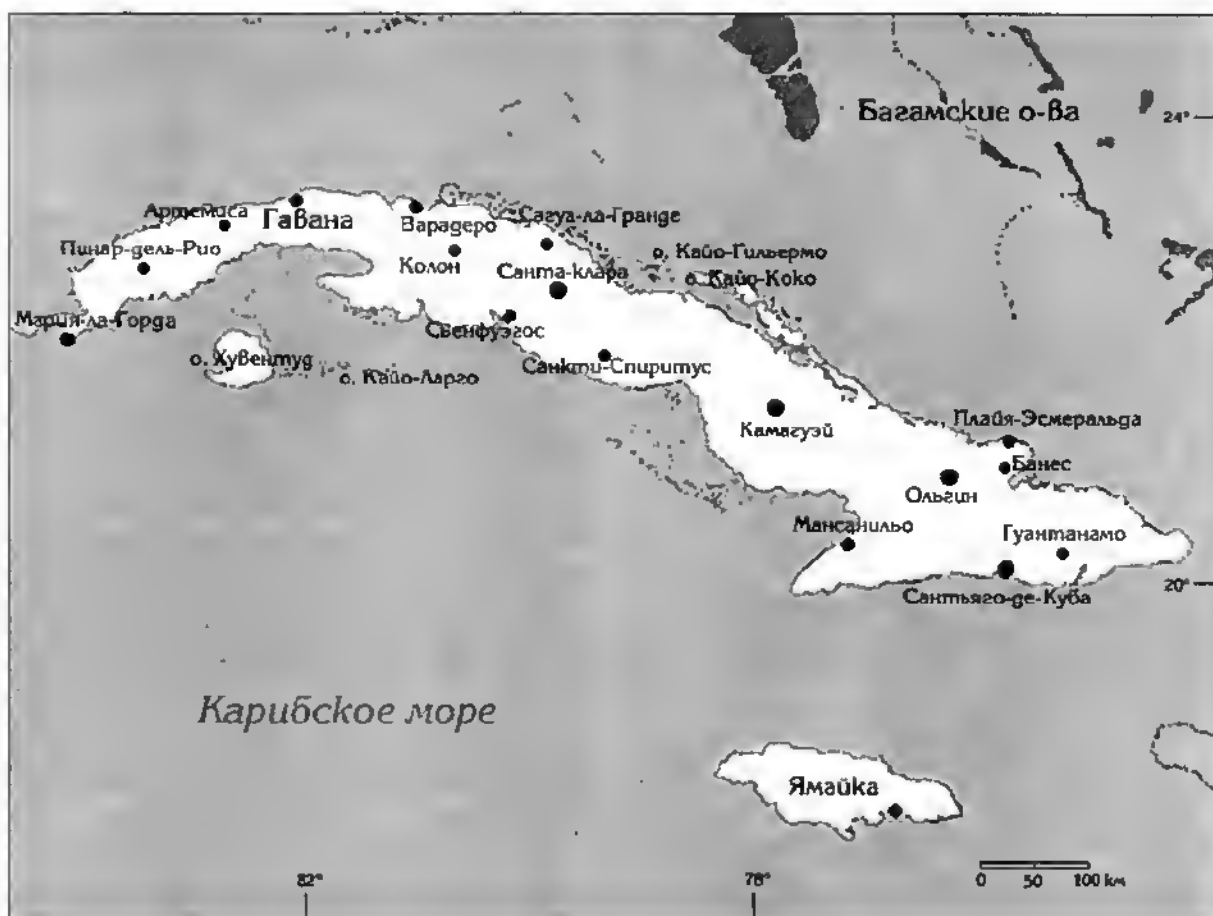 Багамские о-ва
24°
Артемиса
Гавана
Варадеро
Сагуа-ла-Гранде
Пинар-дель-Рио
Колон
Санта-клара
о. Кайо-Гильермо
о. Кайо-Коко
Мария-ла-Горда
Свенфуэгос
о. Хувентуд
о. Кайо-Ларго
Санкти-Спиритус
Камагуэй
Плайя-Эсмеральда
Банес
Ольгин
Мансанильо
Гуантанамо
20°
Сантьяго-де-Куба
Карибское море
Ямайка
82°
78°
0 50 100 км